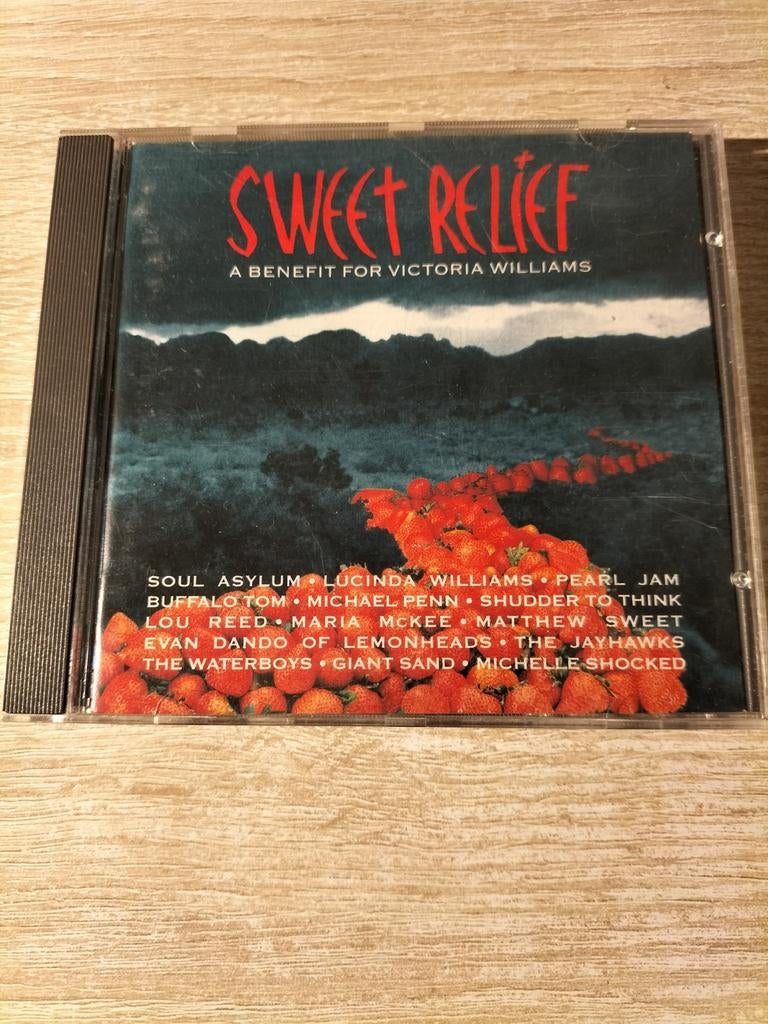 SWEET RELIEF
A BENEFIT FOR VICTORIA WILLIAMS
SOUL ASYLUM • LUCINDA WILLIAMS • PEARL JAM
BUFFALO TOM • MICHAEL PENN • SHUDDER TO THINK
LOU REED • MARIA MCKEE • MATTHEW SWEET
EVAN DANDO OF LEMONHEADS • THE JAYHAWKS
THE WATERBOYS • GIANT SAND • MICHELLE SHOCKED